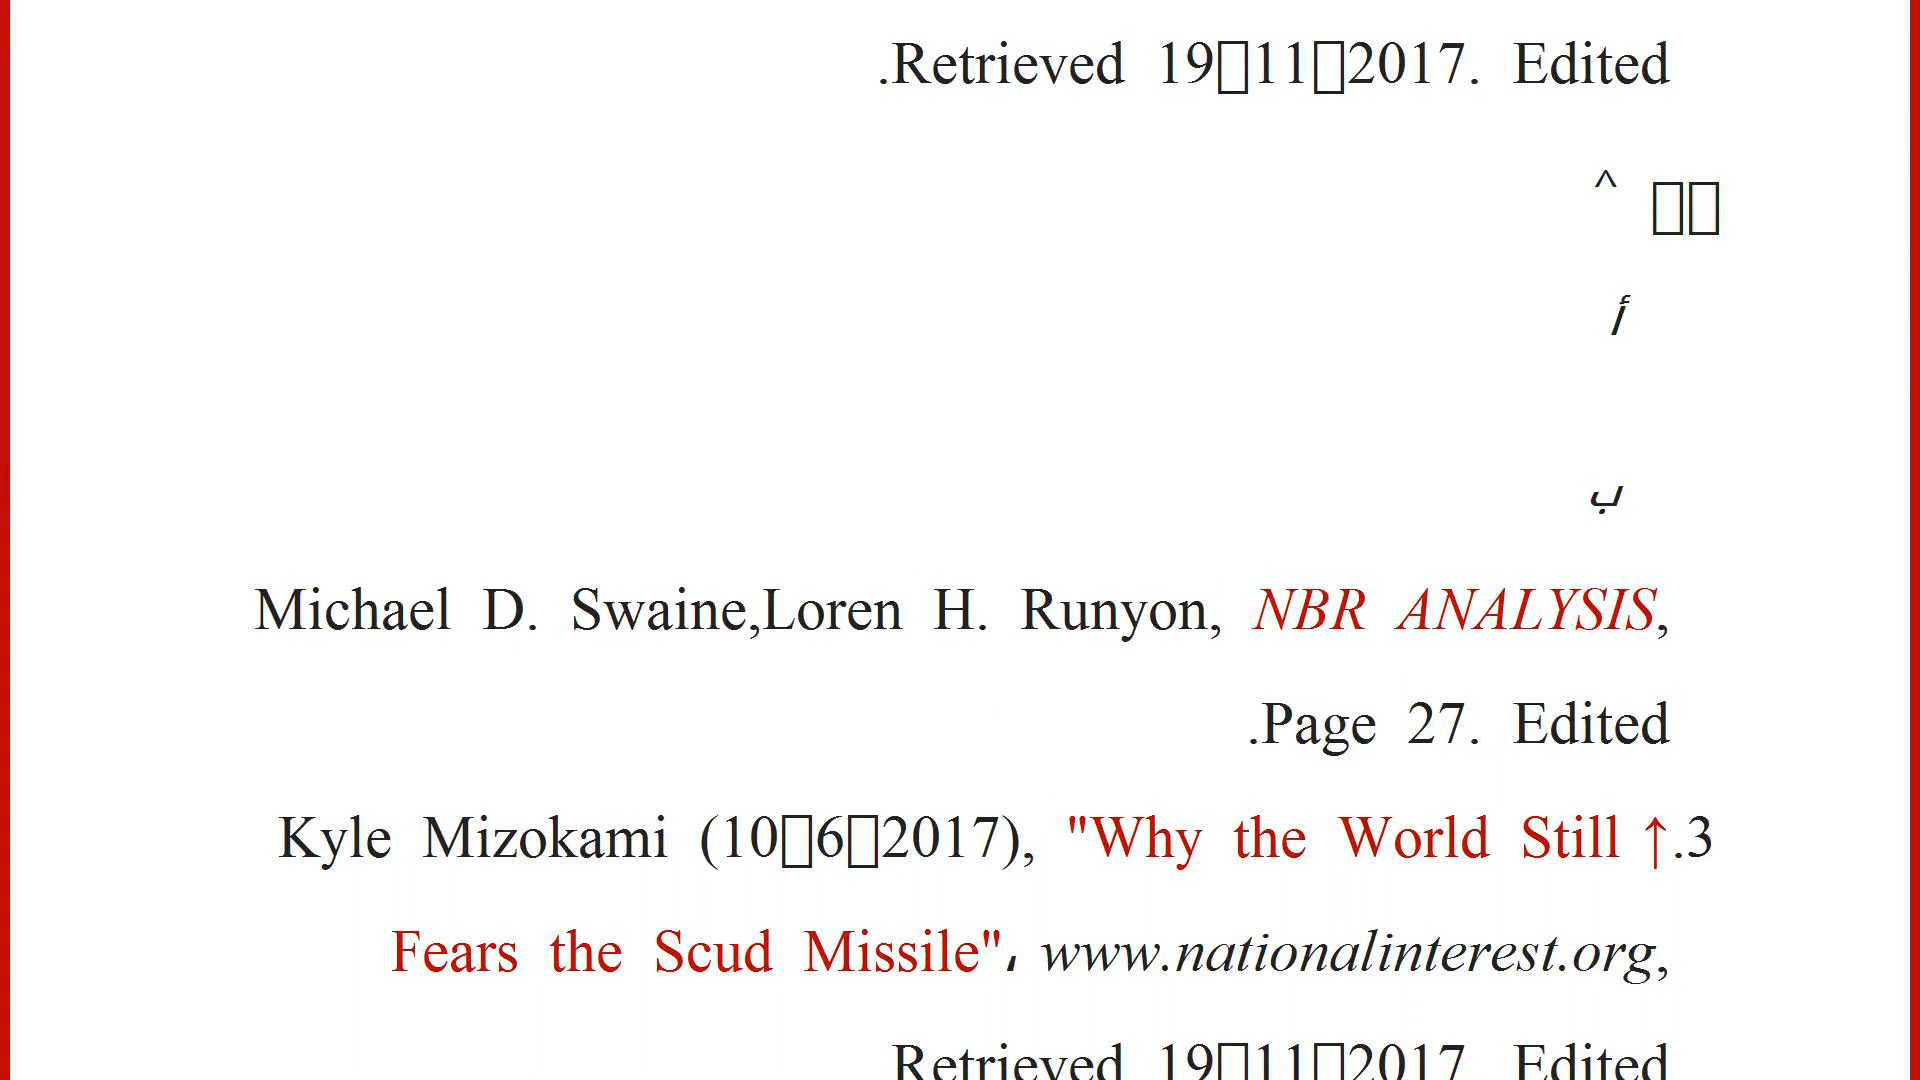 .Retrieved 19▯11▯2017. Edited
^ ▯▯
أ
ب
Michael D. Swaine,Loren H. Runyon, NBR ANALYSIS,
.Page 27. Edited
Kyle Mizokami (10▯6▯2017), "Why the World Still ↑.3
Fears the Scud Missile"، www.nationalinterest.org,
Retrieved 19▯11▯2017. Edited